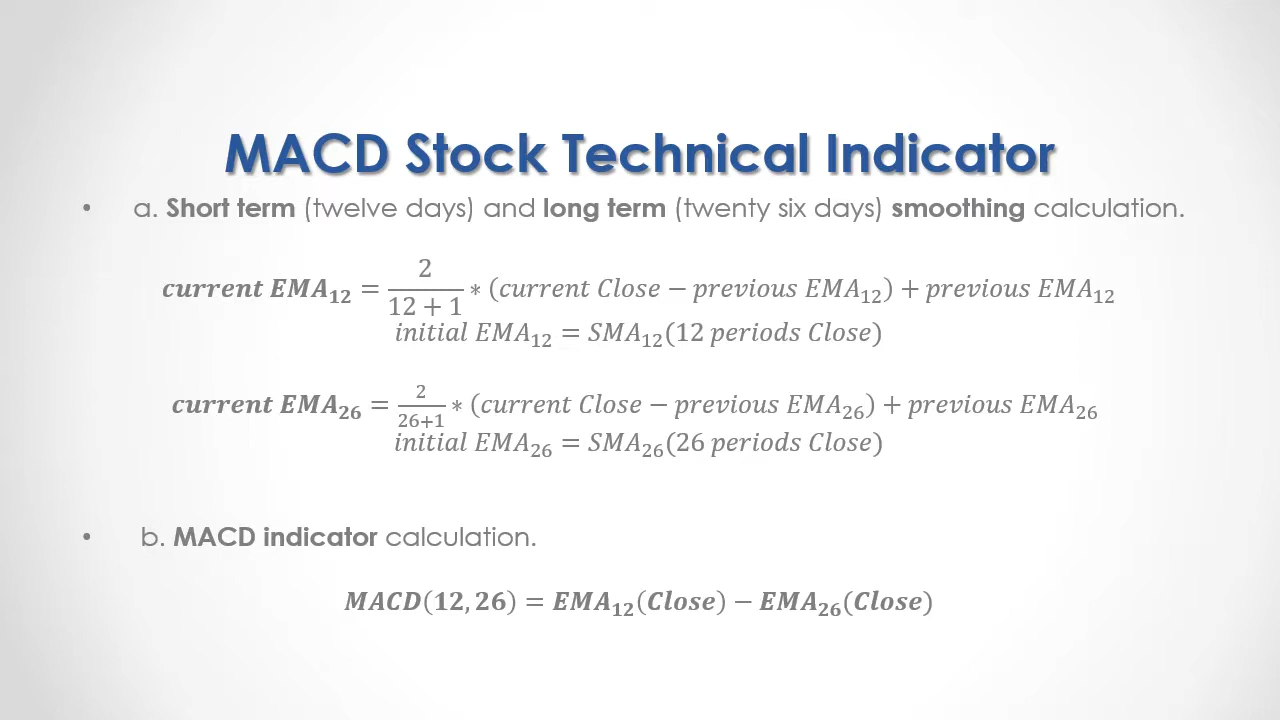 MACD Stock Technical Indicator
• a. Short term (twelve days) and long term (twenty six days) smoothing calculation.
current EMA₁₂ = 2/(12 + 1) * (current Close − previous EMA₁₂) + previous EMA₁₂
initial EMA₁₂ = SMA₁₂(12 periods Close)
current EMA₂₆ = 2/(26+1) * (current Close − previous EMA₂₆) + previous EMA₂₆
initial EMA₂₆ = SMA₂₆(26 periods Close)
• b. MACD indicator calculation.
MACD(12, 26) = EMA₁₂(Close) − EMA₂₆(Close)